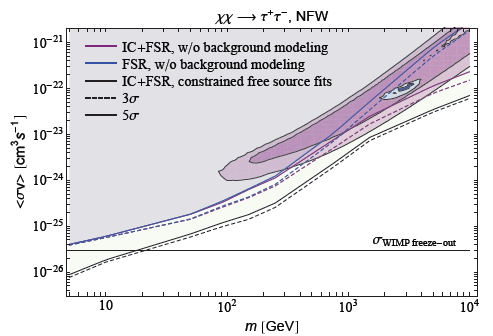 χχ → τ⁺τ⁻, NFW
10⁻²¹
IC+FSR, w/o background modeling
FSR, w/o background modeling
10⁻²²
IC+FSR, constrained free source fits
3σ
5σ
10⁻²³
<σv> [cm³s⁻¹]
10⁻²⁴
10⁻²⁵
σWIMP freeze−out
10⁻²⁶
10 10² 10³ 10⁴
m [GeV]